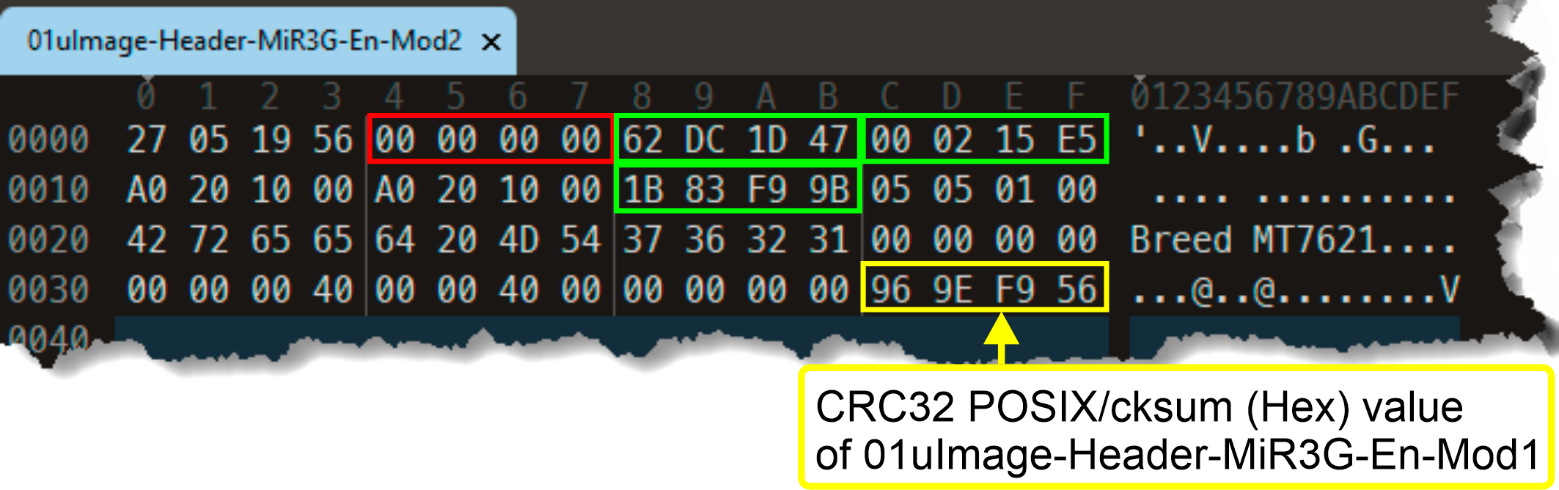 01uImage-Header-MiR3G-En-Mod2 ×
0 1 2 3 4 5 6 7 8 9 A B C D E F 0123456789ABCDEF
0000 27 05 19 56 00 00 00 00 62 DC 1D 47 00 02 15 E5 '..V....b .G...
0010 A0 20 10 00 A0 20 10 00 1B 83 F9 9B 05 05 01 00 .... ..........
0020 42 72 65 65 64 20 4D 54 37 36 32 31 00 00 00 00 Breed MT7621....
0030 00 00 00 40 00 00 40 00 00 00 00 00 96 9E F9 56 ...@..@........V
0040
CRC32 POSIX/cksum (Hex) value
of 01uImage-Header-MiR3G-En-Mod1